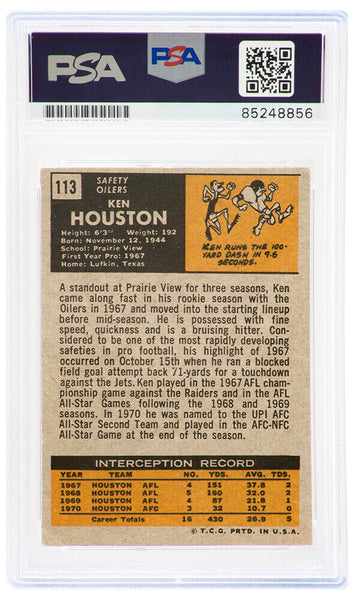 PSA
PSA
85248856
113
SAFETY
OILERS
KEN
HOUSTON
Height: 6'3" Weight: 192
Born: November 12, 1944
School: Prairie View
First Year Pro: 1967
Home: Lufkin, Texas
KEN RUNS THE 100-
YARD DASH IN 9.6
SECONDS.
A standout at Prairie View for three seasons, Ken
came along fast in his rookie season with the
Oilers in 1967 and moved into the starting lineup
before mid-season. He is possessed with fine
speed, quickness and is a bruising hitter. Consid-
ered to be one of the most rapidly developing
safeties in pro football, his highlight of 1967
occurred on October 15th when he ran a blocked
field goal attempt back 71-yards for a touchdown
against the Jets. Ken played in the 1967 AFL cham-
pionship game against the Raiders and in the AFL
All-Star Games following the 1968 and 1969
seasons. In 1970 he was named to the UPI AFC
All-Star Second Team and played in the AFC-NFC
All-Star Game at the end of the season.
INTERCEPTION RECORD
YEAR TEAM NO. YDS. AVG. TDS.
1967 HOUSTON AFL 4 151 37.8 2
1968 HOUSTON AFL 5 160 32.0 2
1969 HOUSTON AFL 4 87 21.8 1
1970 HOUSTON AFC 3 32 10.7 0
Career Totals 16 430 26.9 5
© T.C.G. PRTD. IN U.S.A.